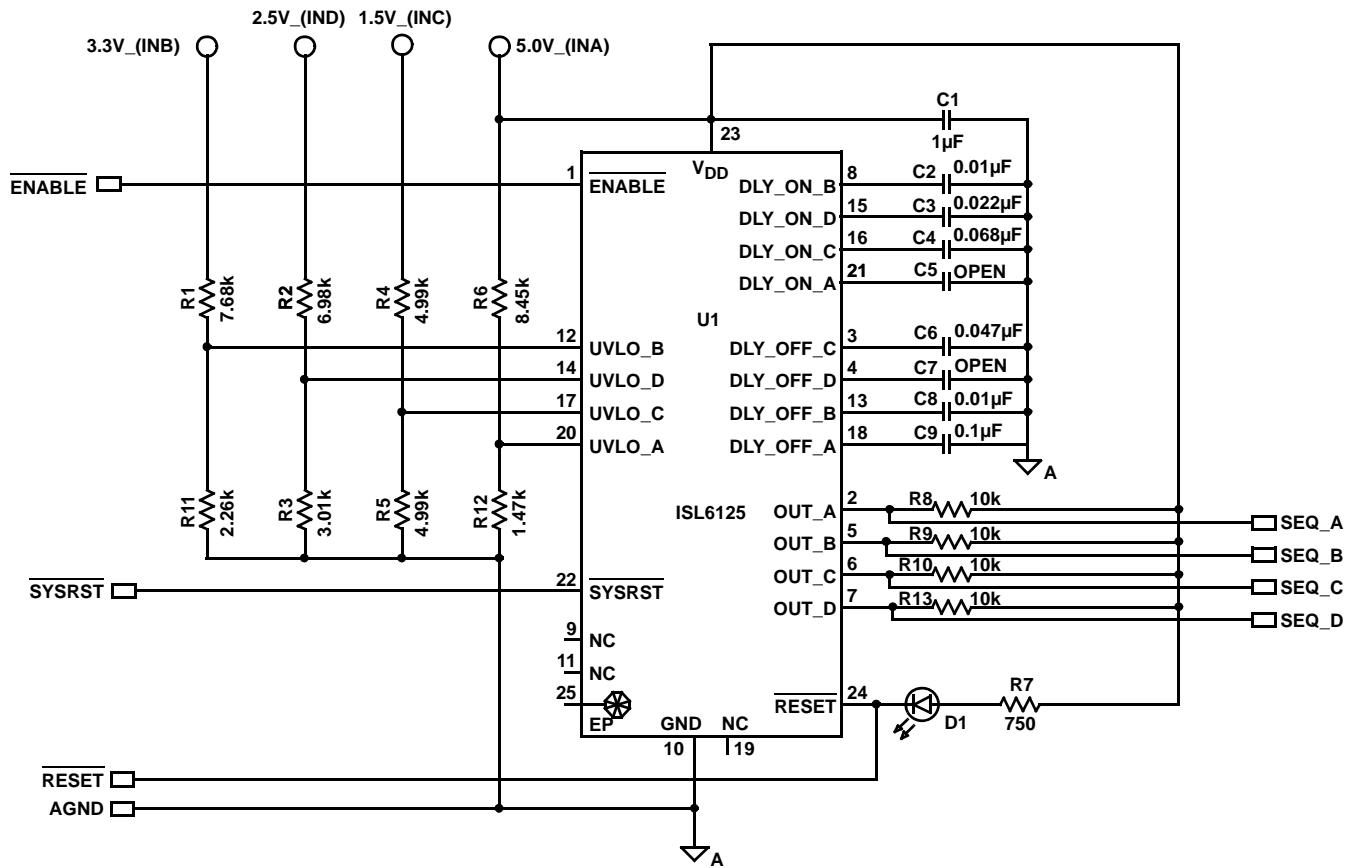 2.5V_(IND) 1.5V_(INC)
3.3V_(INB) 5.0V_(INA)
C1
1µF
23
VDD
ENABLE
1
ENABLE
DLY_ON_B
8
C2
0.01µF
DLY_ON_D
15
C3
0.022µF
DLY_ON_C
16
C4
0.068µF
DLY_ON_A
21
C5
OPEN
R1
7.68k
R2
6.98k
R4
4.99k
R6
8.45k
U1
12
UVLO_B
14
UVLO_D
17
UVLO_C
20
UVLO_A
DLY_OFF_C
3
C6
0.047µF
DLY_OFF_D
4
C7
OPEN
DLY_OFF_B
13
C8
0.01µF
DLY_OFF_A
18
C9
0.1µF
A
R11
2.26k
R3
3.01k
R5
4.99k
R12
1.47k
ISL6125
OUT_A
2
R8
10k
SEQ_A
OUT_B
5
R9
10k
SEQ_B
OUT_C
6
R10
10k
SEQ_C
OUT_D
7
R13
10k
SEQ_D
SYSRST
22
SYSRST
9
NC
11
NC
25
EP
GND
10
NC
19
RESET
24
D1
R7
750
RESET
AGND
A